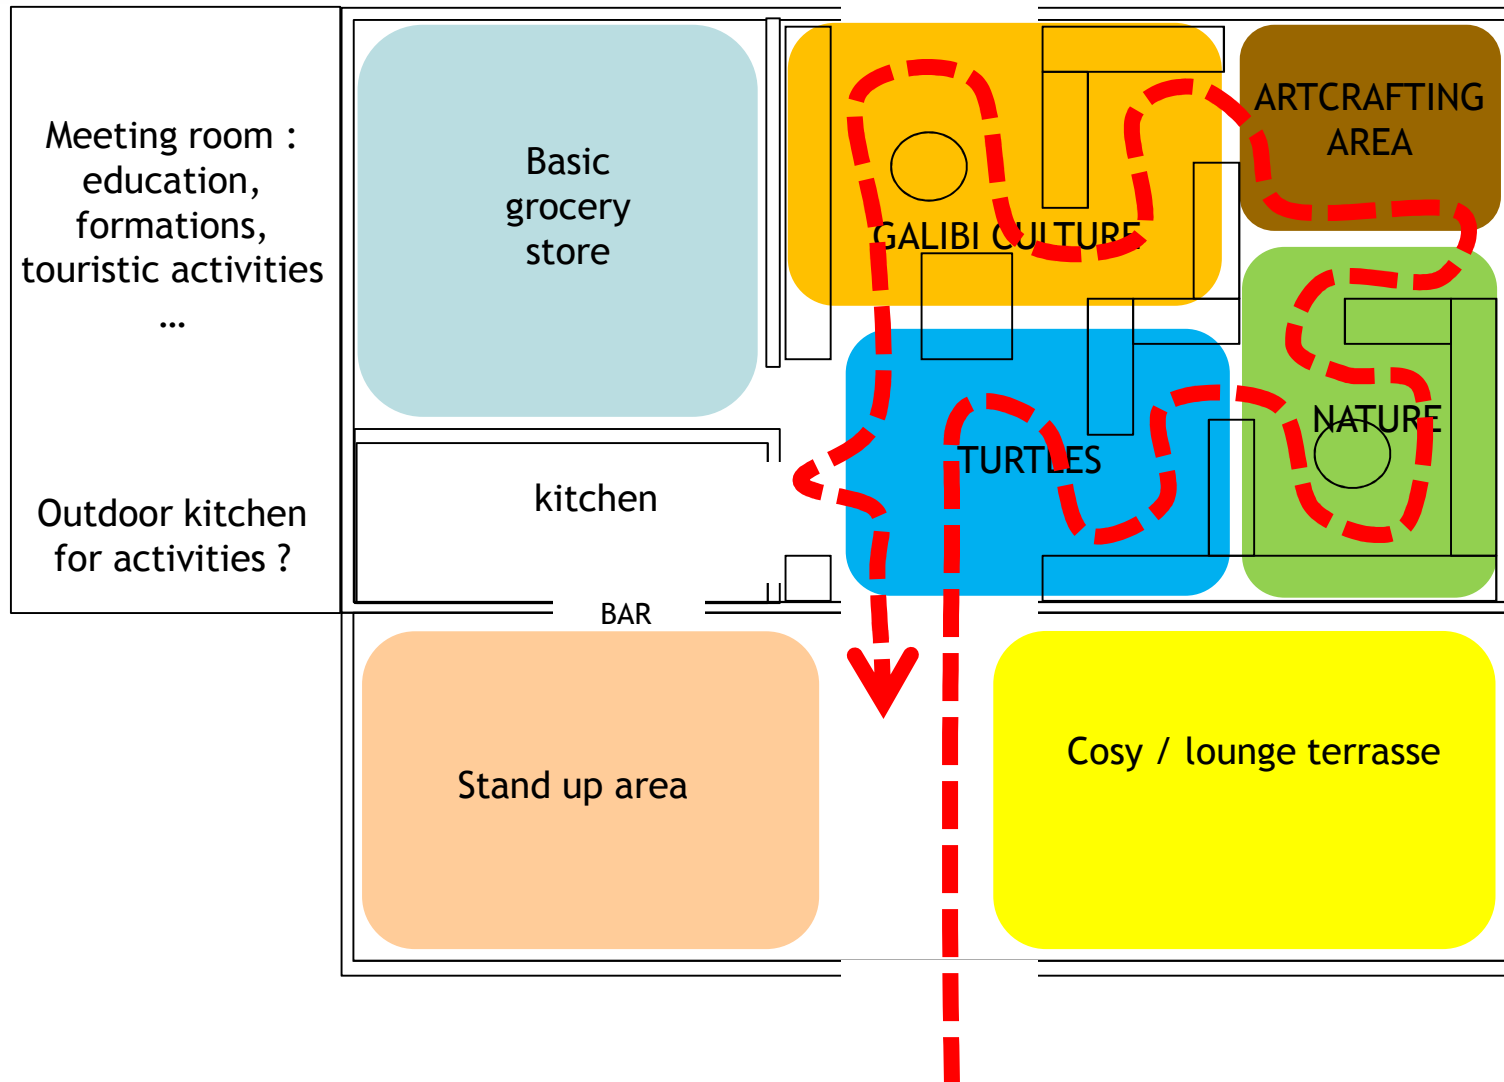 Meeting room :
education,
formations,
touristic activities
…
Outdoor kitchen
for activities ?
Basic
grocery
store
kitchen
BAR
GALIBI CULTURE
ARTCRAFTING
AREA
TURTLES
NATURE
Stand up area
Cosy / lounge terrasse